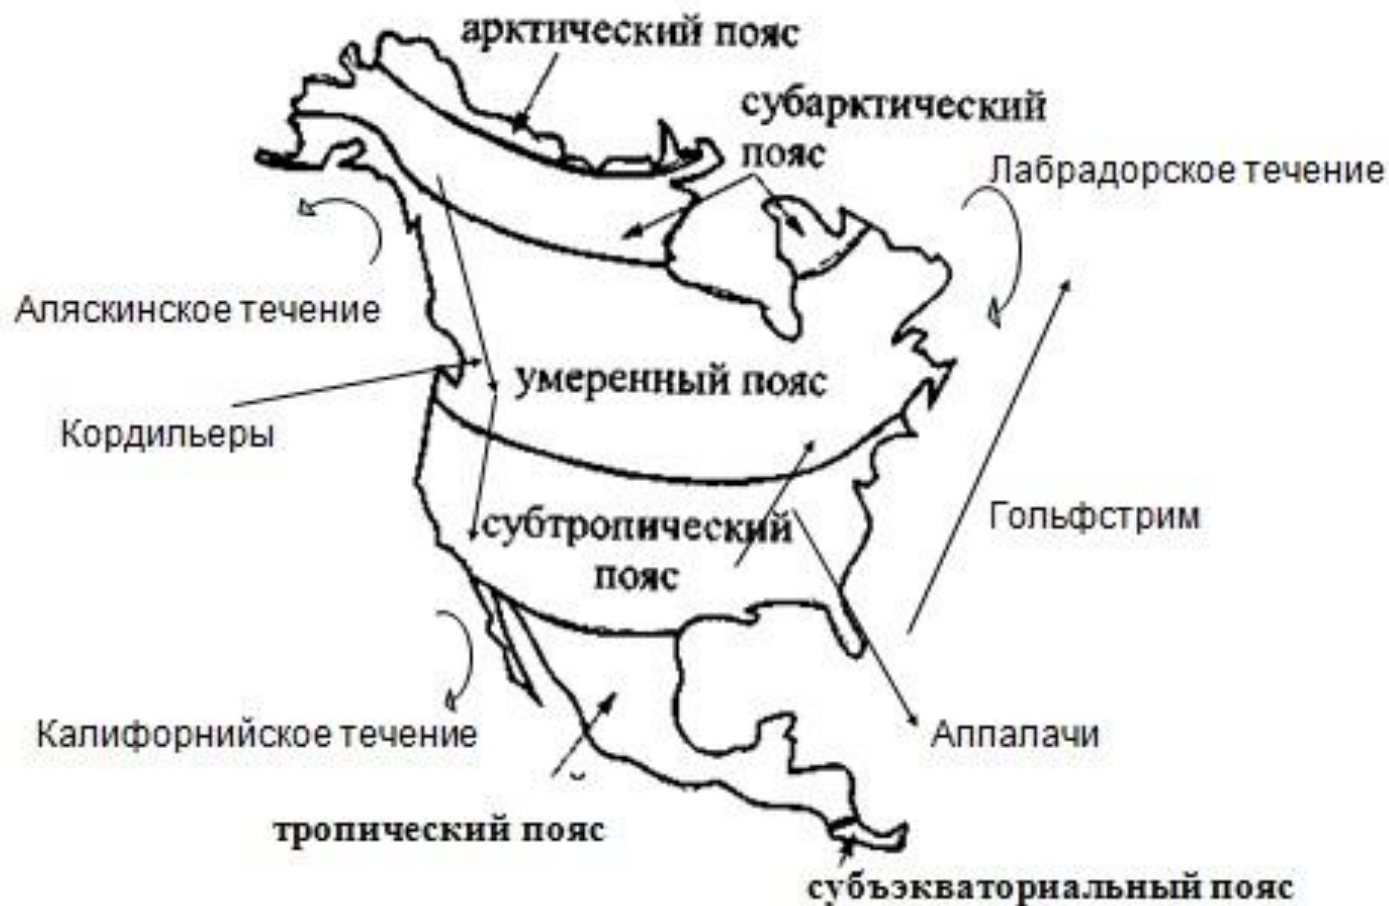 арктический пояс
субарктический
пояс
Лабрадорское течение
Аляскинское течение
умеренный пояс
Кордильеры
субтропический
пояс
Гольфстрим
Калифорнийское течение
Аппалачи
тропический пояс
субъэкваториальный пояс